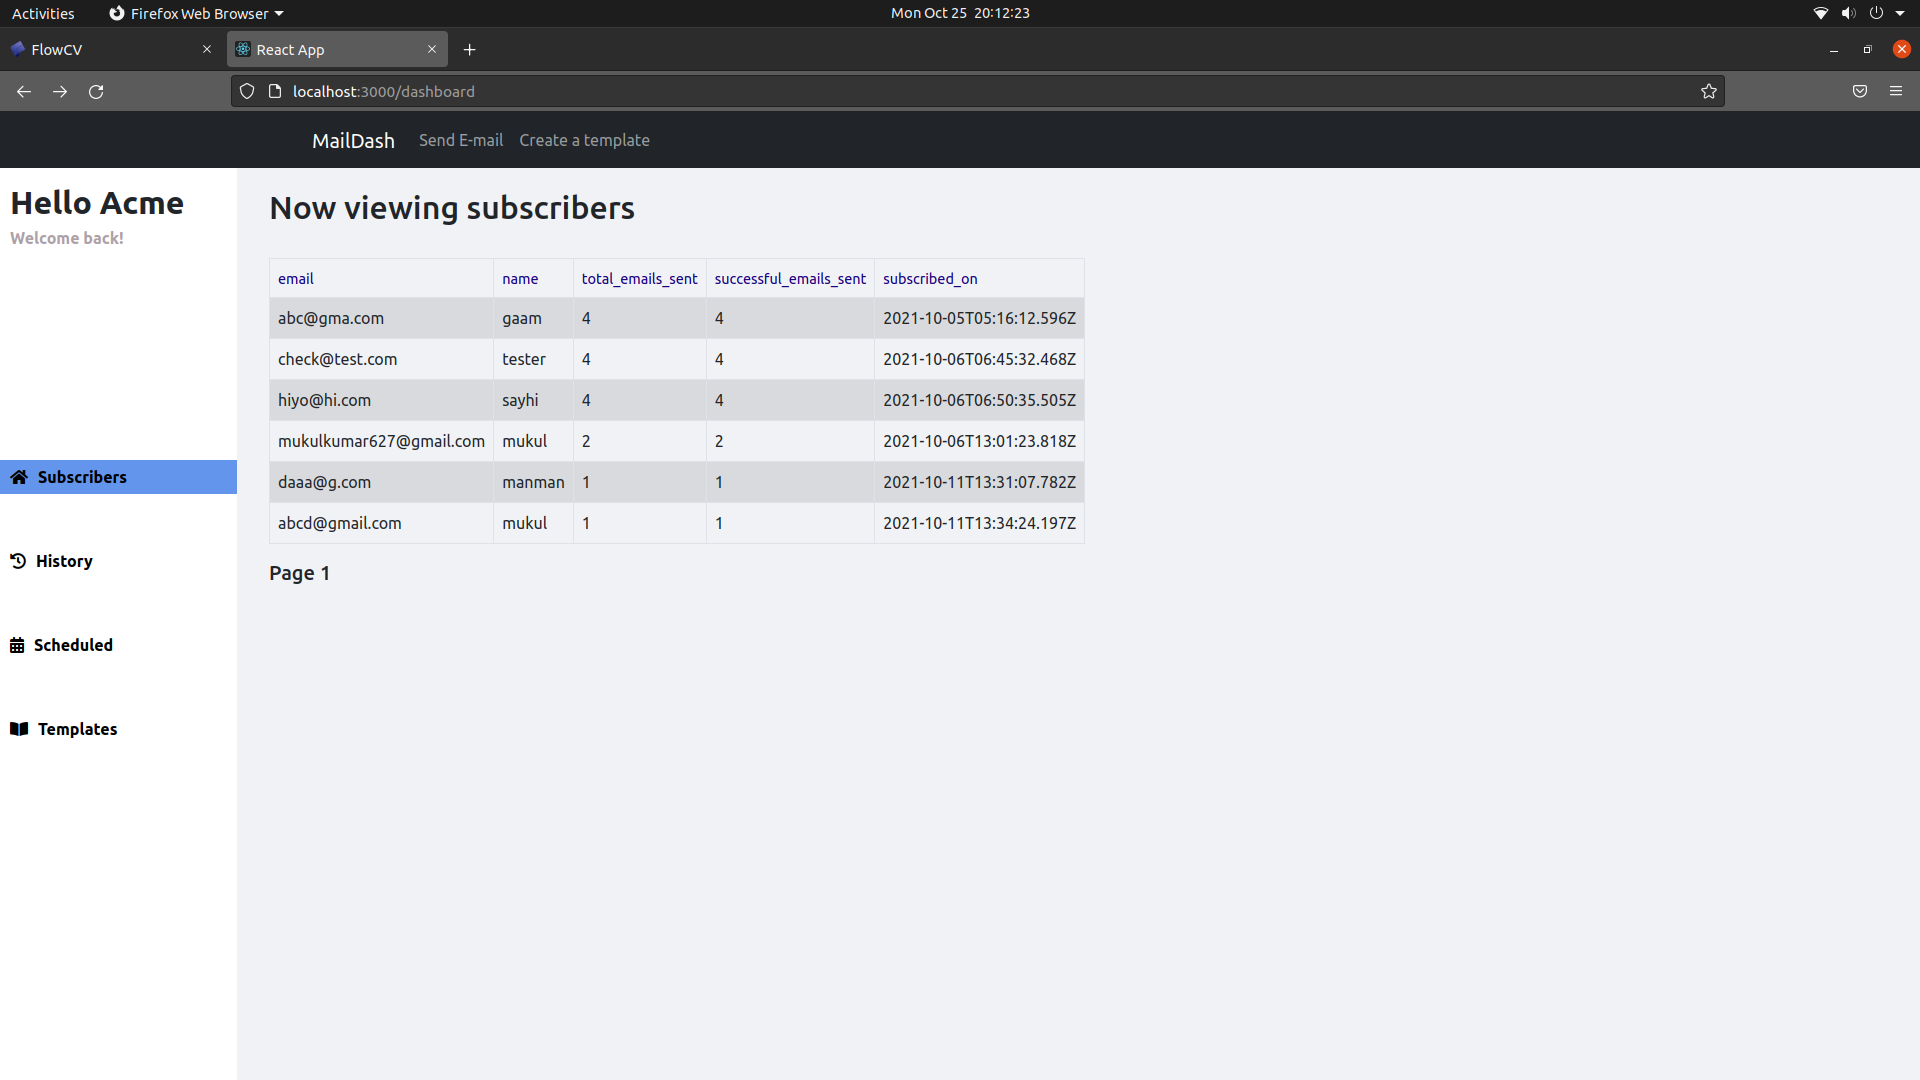 Activities Firefox Web Browser Mon Oct 25 20:12:23
FlowCV React App
localhost:3000/dashboard
MailDash Send E-mail Create a template
Hello Acme
Welcome back!
Subscribers
History
Scheduled
Templates
Now viewing subscribers
email name total_emails_sent successful_emails_sent subscribed_on
abc@gma.com gaam 4 4 2021-10-05T05:16:12.596Z
check@test.com tester 4 4 2021-10-06T06:45:32.468Z
hiyo@hi.com sayhi 4 4 2021-10-06T06:50:35.505Z
mukulkumar627@gmail.com mukul 2 2 2021-10-06T13:01:23.818Z
daaa@g.com manman 1 1 2021-10-11T13:31:07.782Z
abcd@gmail.com mukul 1 1 2021-10-11T13:34:24.197Z
Page 1